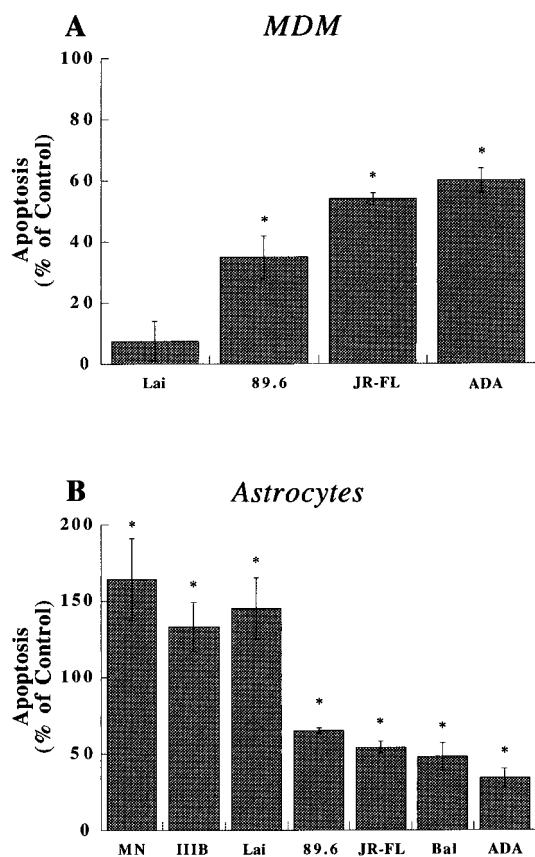 A MDM
100
80
60
40
20
0
Apoptosis
(% of Control)
*
*
*
Lai 89.6 JR-FL ADA
B Astrocytes
200
150
100
50
0
Apoptosis
(% of Control)
*
*
*
*
*
*
*
MN IIIB Lai 89.6 JR-FL Bal ADA